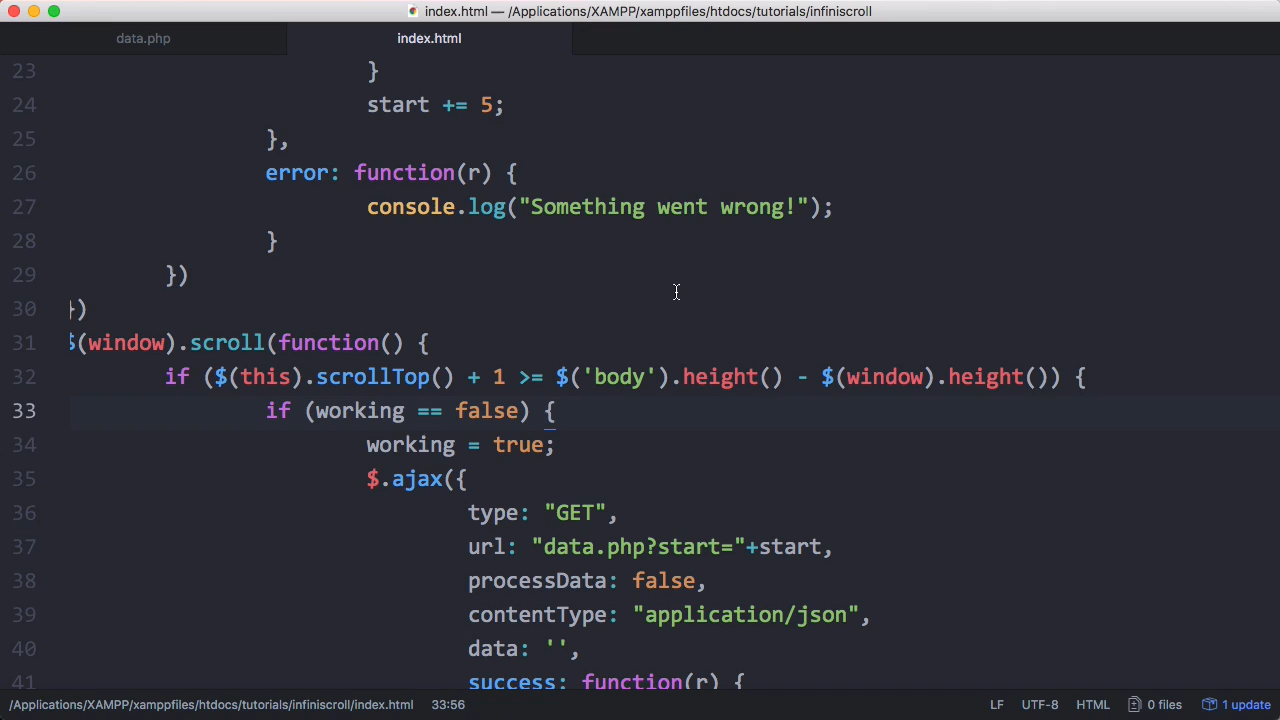 index.html — /Applications/XAMPP/xamppfiles/htdocs/tutorials/infiniscroll
data.php index.html
23 }
24 start += 5;
25 },
26 error: function(r) {
27 console.log("Something went wrong!");
28 }
29 })
30 })
31 $(window).scroll(function() {
32 if ($(this).scrollTop() + 1 >= $('body').height() - $(window).height()) {
33 if (working == false) {
34 working = true;
35 $.ajax({
36 type: "GET",
37 url: "data.php?start="+start,
38 processData: false,
39 contentType: "application/json",
40 data: '',
41 success: function(r) {
/Applications/XAMPP/xamppfiles/htdocs/tutorials/infiniscroll/index.html 33:56 LF UTF-8 HTML 0 files 1 update